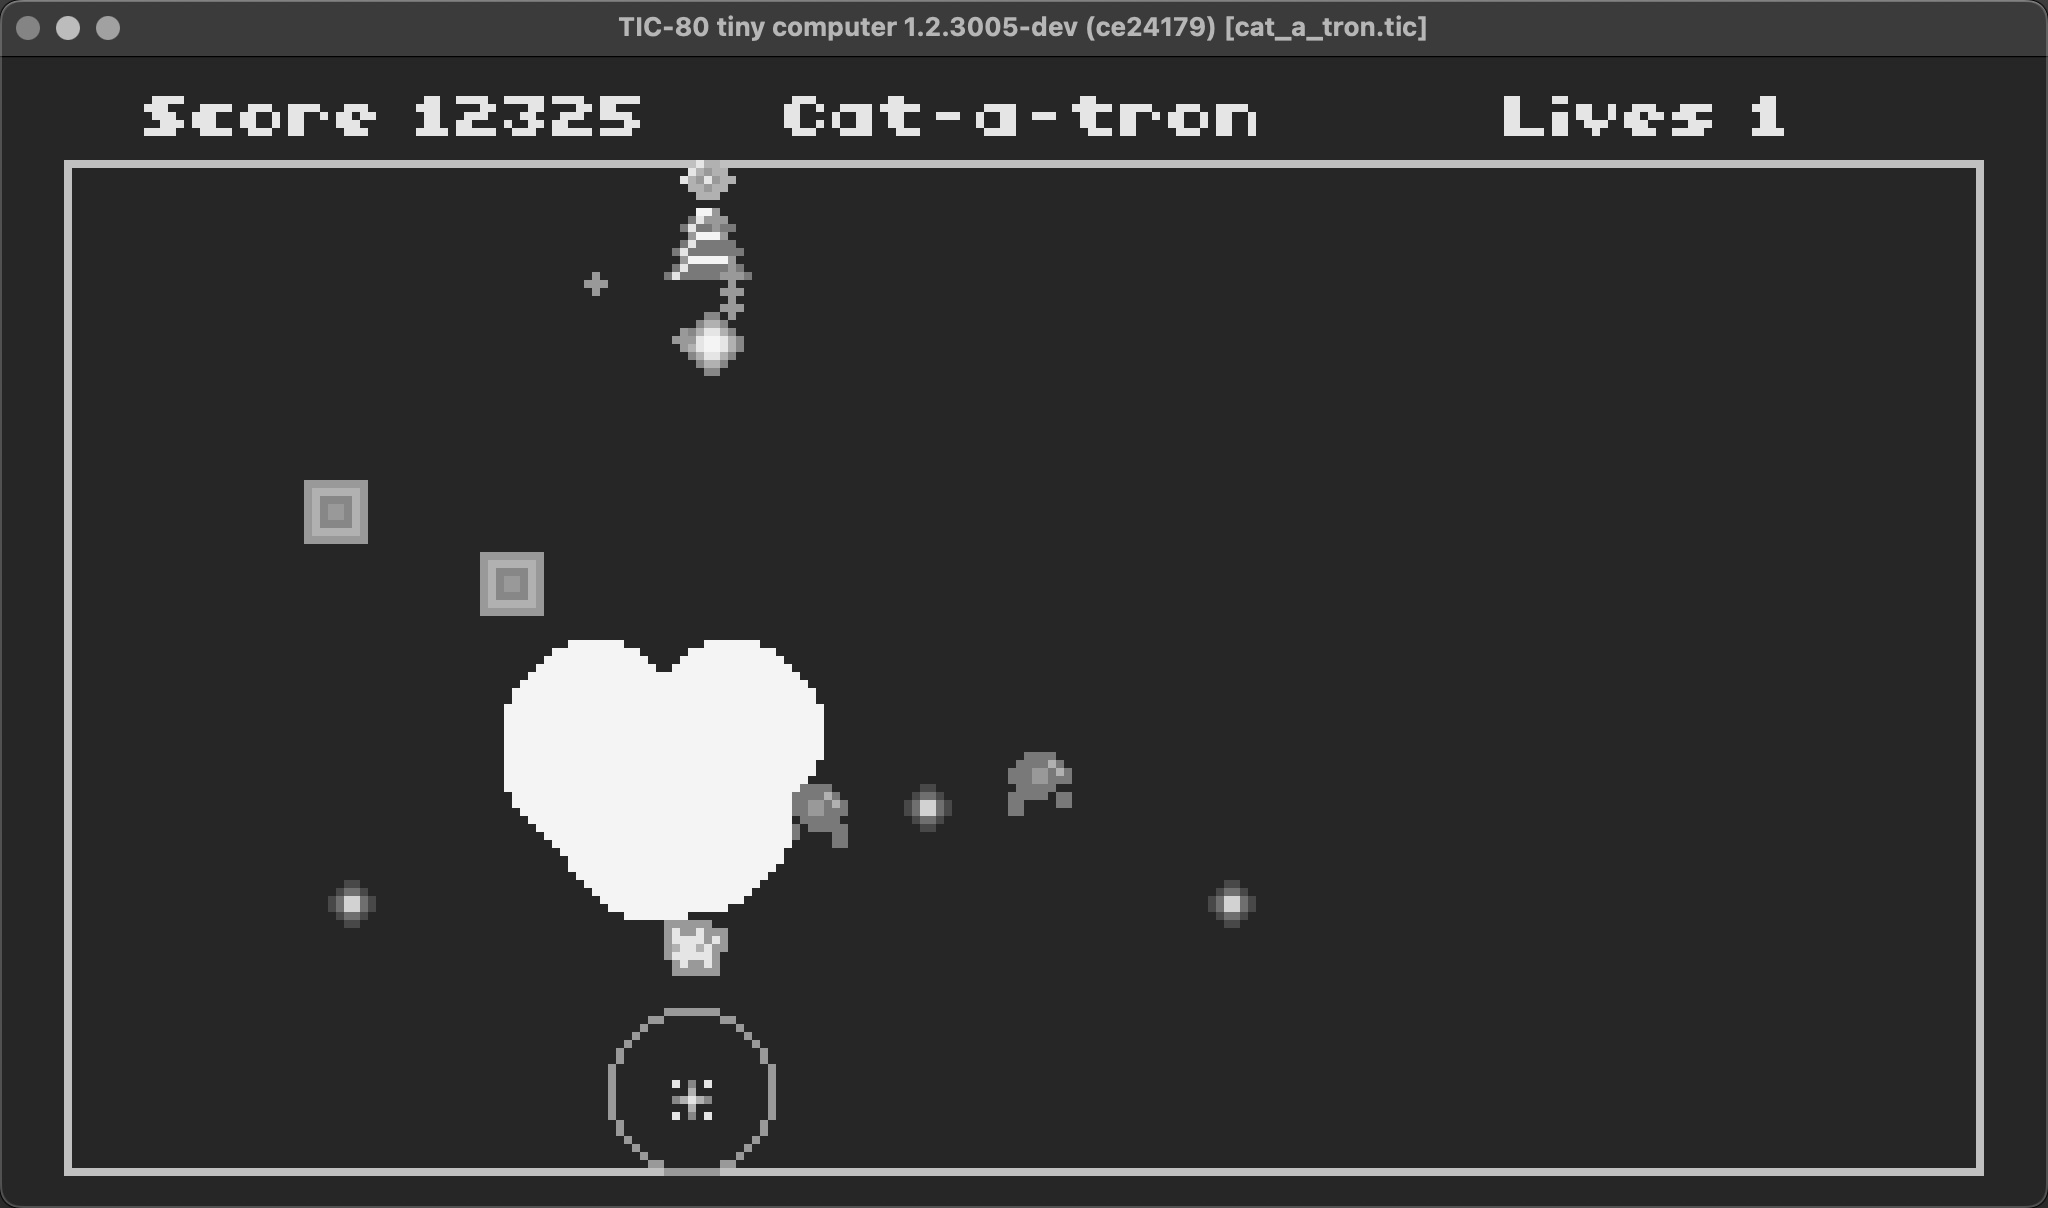 TIC-80 tiny computer 1.2.3005-dev (ce24179) [cat_a_tron.tic]
Score 12325 Cat-a-tron Lives 1